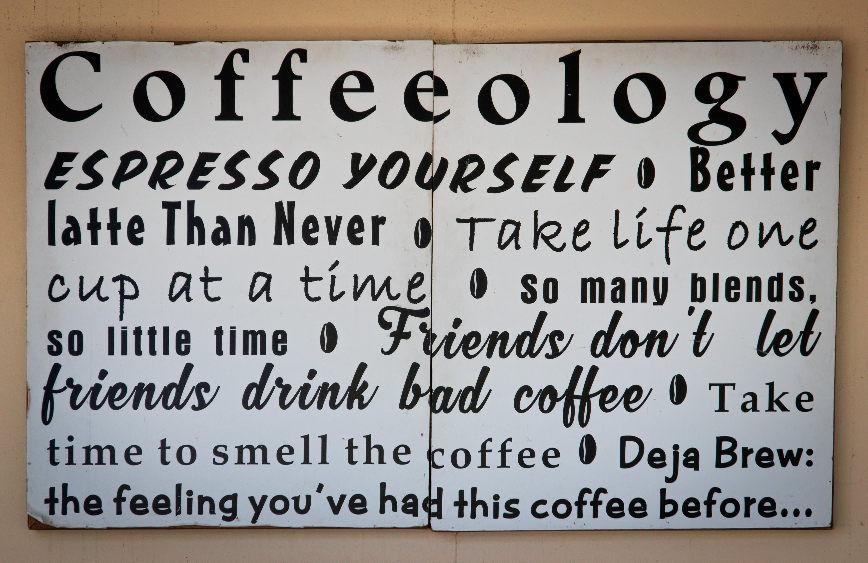 Coffeeology
ESPRESSO YOURSELF Better
latte Than Never Take life one
cup at a time So many blends,
so little time Friends don't let
friends drink bad coffee Take
time to smell the coffee Deja Brew:
the feeling you've had this coffee before...